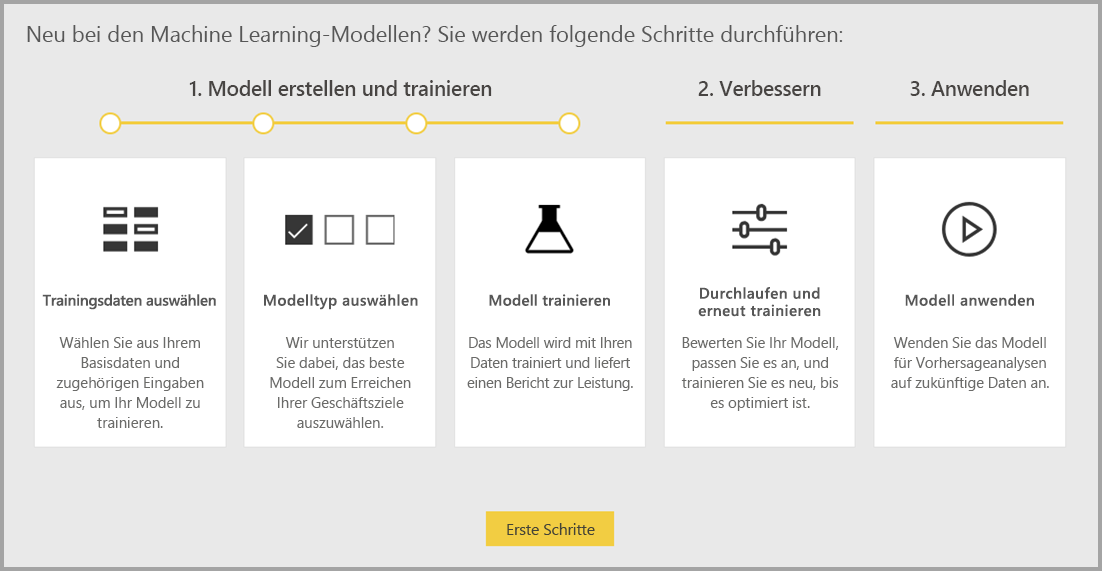 Neu bei den Machine Learning-Modellen? Sie werden folgende Schritte durchführen:
1. Modell erstellen und trainieren
2. Verbessern
3. Anwenden
Trainingsdaten auswählen
Wählen Sie aus Ihrem
Basisdaten und
zugehörigen Eingaben
aus, um Ihr Modell zu
trainieren.
Modelltyp auswählen
Wir unterstützen
Sie dabei, das beste
Modell zum Erreichen
Ihrer Geschäftsziele
auszuwählen.
Modell trainieren
Das Modell wird mit Ihren
Daten trainiert und liefert
einen Bericht zur Leistung.
Durchlaufen und
erneut trainieren
Bewerten Sie Ihr Modell,
passen Sie es an, und
trainieren Sie es neu, bis
es optimiert ist.
Modell anwenden
Wenden Sie das Modell
für Vorhersageanalysen
auf zukünftige Daten an.
Erste Schritte